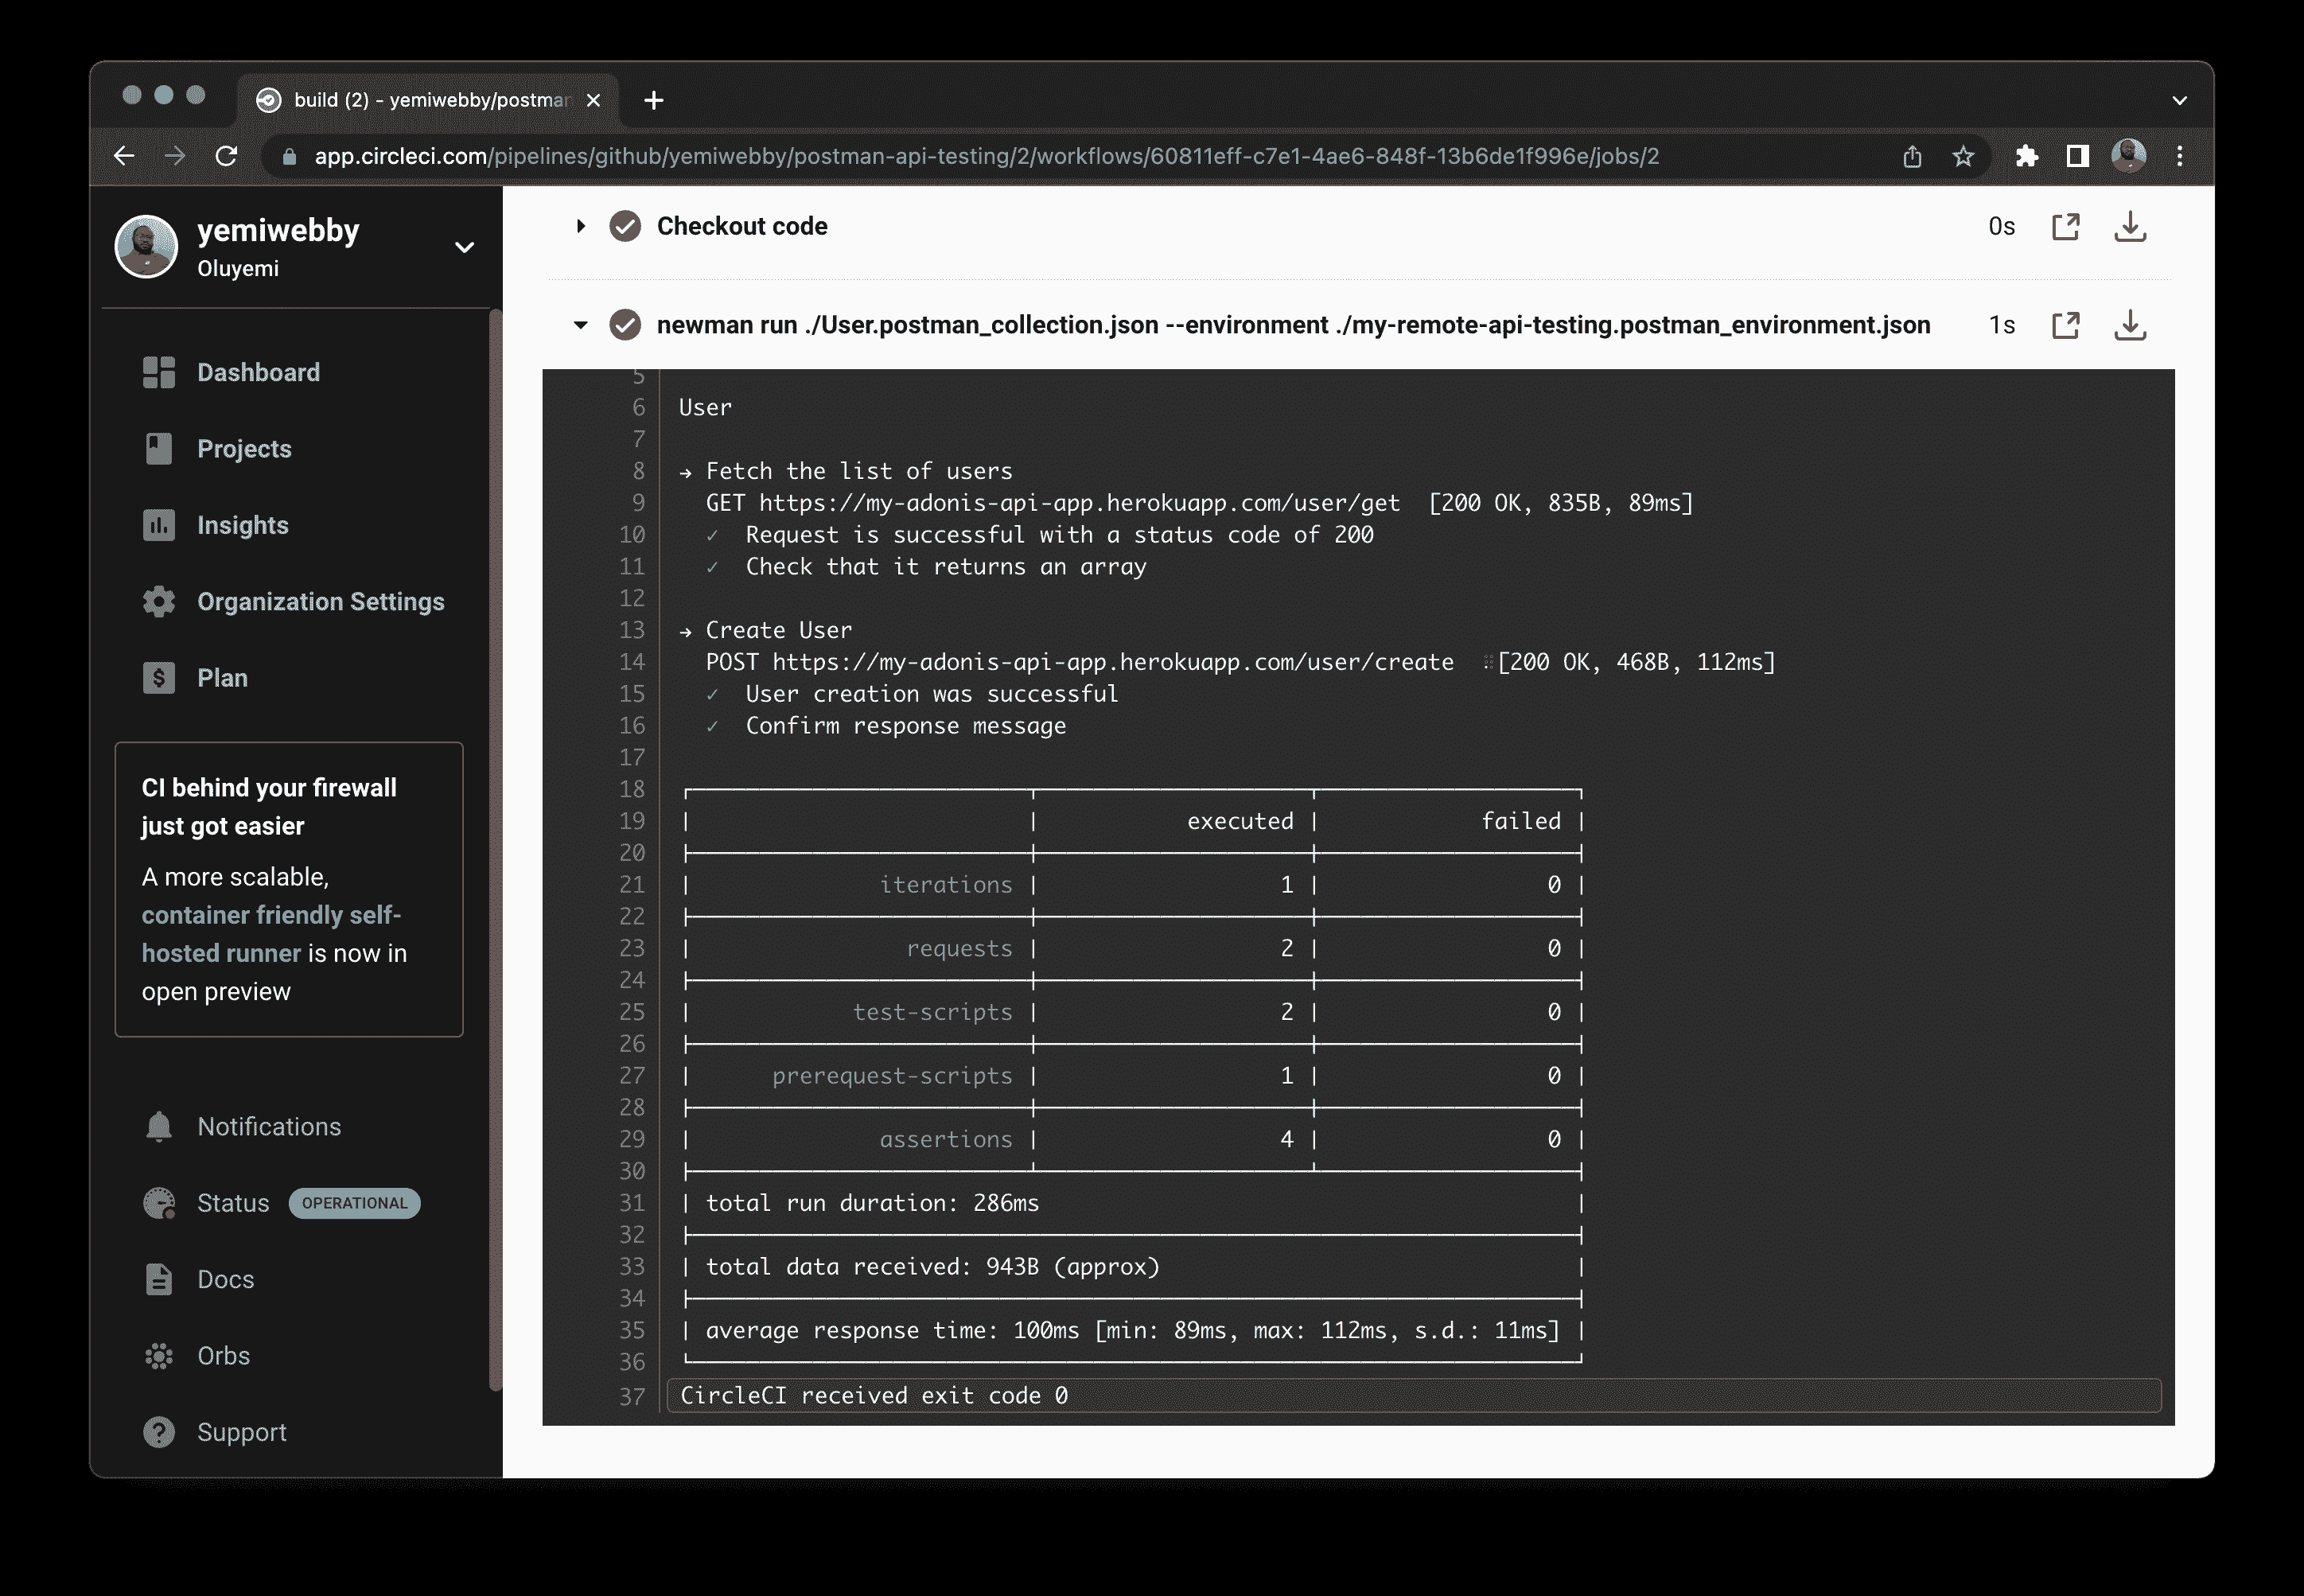 build (2) - yemiwebby/postman
app.circleci.com/pipelines/github/yemiwebby/postman-api-testing/2/workflows/60811eff-c7e1-4ae6-848f-13b6de1f996e/jobs/2
yemiwebby
Oluyemi
Dashboard
Projects
Insights
Organization Settings
Plan
CI behind your firewall
just got easier
A more scalable,
container friendly self-
hosted runner is now in
open preview
Notifications
Status OPERATIONAL
Docs
Orbs
Support
Checkout code 0s
newman run ./User.postman_collection.json --environment ./my-remote-api-testing.postman_environment.json 1s
5
6 User
7
8 → Fetch the list of users
9 GET https://my-adonis-api-app.herokuapp.com/user/get [200 OK, 835B, 89ms]
10 ✓ Request is successful with a status code of 200
11 ✓ Check that it returns an array
12
13 → Create User
14 POST https://my-adonis-api-app.herokuapp.com/user/create [200 OK, 468B, 112ms]
15 ✓ User creation was successful
16 ✓ Confirm response message
17
18
19 executed failed
20
21 iterations 1 0
22
23 requests 2 0
24
25 test-scripts 2 0
26
27 prerequest-scripts 1 0
28
29 assertions 4 0
30
31 total run duration: 286ms
32
33 total data received: 943B (approx)
34
35 average response time: 100ms [min: 89ms, max: 112ms, s.d.: 11ms]
36
37 CircleCI received exit code 0